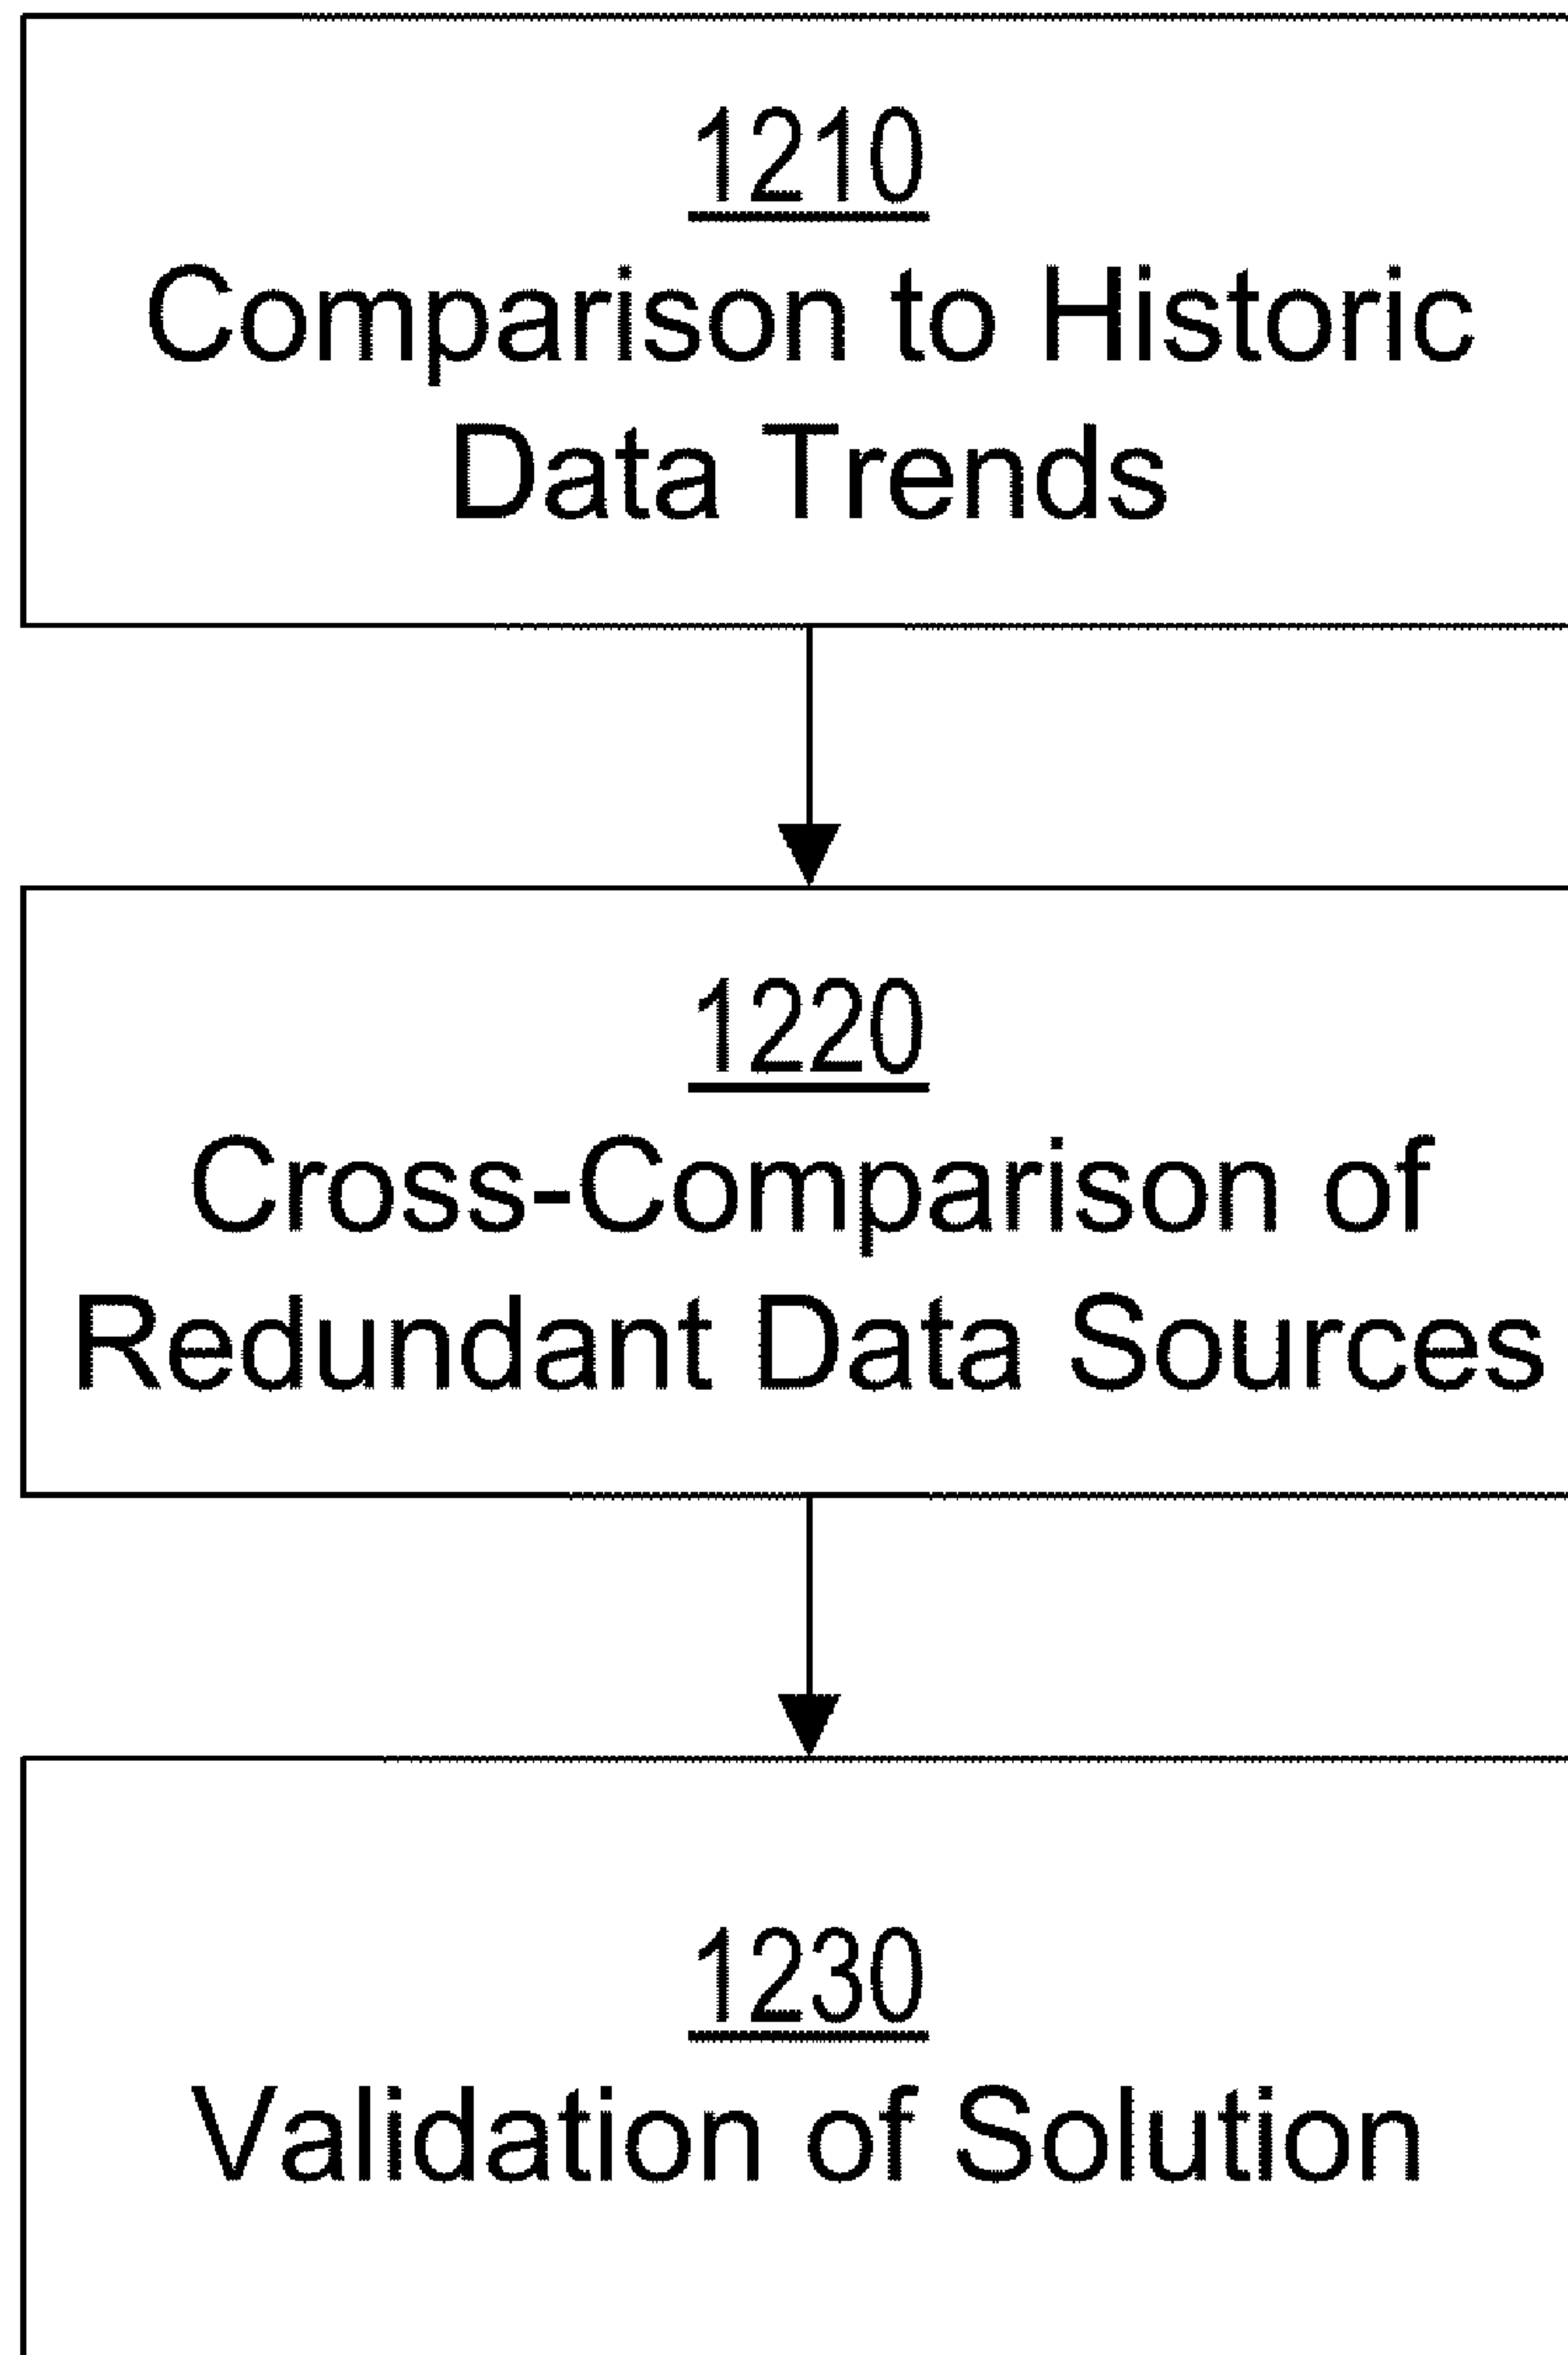 1210
Comparison to Historic
Data Trends
1220
Cross-Comparison of
Redundant Data Sources
1230
Validation of Solution